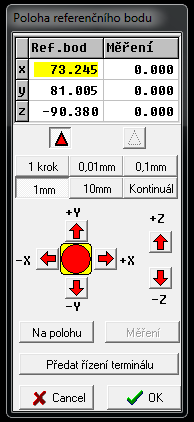 Poloha referenčního bodu
Ref.bod Měření
x 73.245 0.000
y 81.005 0.000
z -90.380 0.000
1 krok 0,01mm 0,1mm
1mm 10mm Kontinuál
+Y +Z
-X +X
-Y -Z
Na polohu Měření
Předat řízení terminálu
Cancel OK